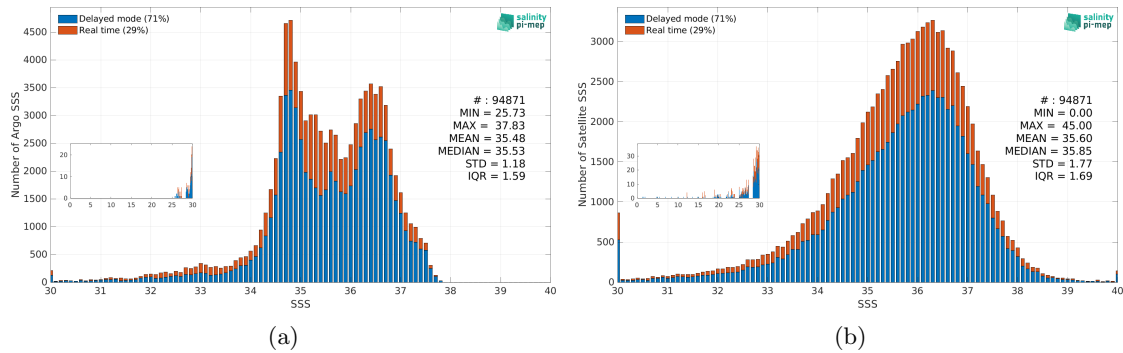 Delayed mode (71%)
Real time (29%)
salinity
pi-mep
4500
4000
3500
3000
2500
2000
1500
1000
500
0
Number of Argo SSS
# : 94871
MIN = 25.73
MAX = 37.83
MEAN = 35.48
MEDIAN = 35.53
STD = 1.18
IQR = 1.59
20
10
0
0 5 10 15 20 25 30
30 31 32 33 34 35 36 37 38 39 40
SSS
(a)
Delayed mode (71%)
Real time (29%)
salinity
pi-mep
3000
2500
2000
1500
1000
500
0
Number of Satellite SSS
# : 94871
MIN = 0.00
MAX = 45.00
MEAN = 35.60
MEDIAN = 35.85
STD = 1.77
IQR = 1.69
30
20
10
0
0 5 10 15 20 25 30
30 31 32 33 34 35 36 37 38 39 40
SSS
(b)